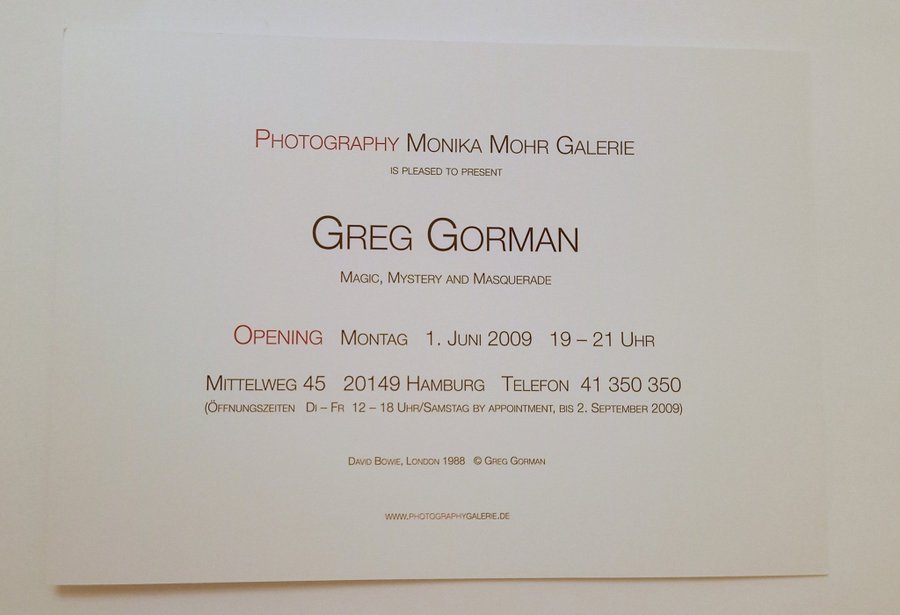 Photography Monika Mohr Galerie
is pleased to present
Greg Gorman
Magic, Mystery and Masquerade
Opening Montag 1. Juni 2009 19 – 21 Uhr
Mittelweg 45 20149 Hamburg Telefon 41 350 350
(Öffnungszeiten Di – Fr 12 – 18 Uhr/Samstag by appointment, bis 2. September 2009)
David Bowie, London 1988 © Greg Gorman
www.photographygalerie.de